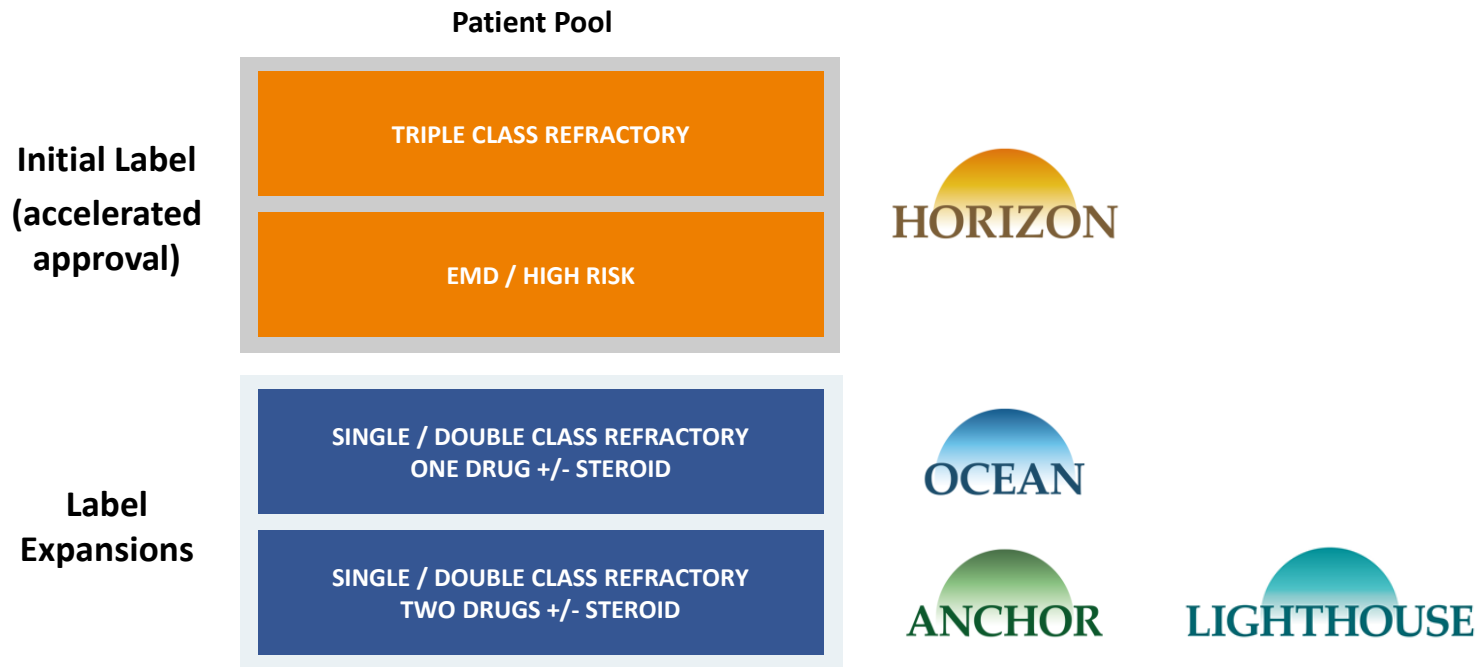 Patient Pool
Initial Label
(accelerated
approval)
TRIPLE CLASS REFRACTORY
EMD / HIGH RISK
HORIZON
Label
Expansions
SINGLE / DOUBLE CLASS REFRACTORY
ONE DRUG +/- STEROID
OCEAN
SINGLE / DOUBLE CLASS REFRACTORY
TWO DRUGS +/- STEROID
ANCHOR
LIGHTHOUSE